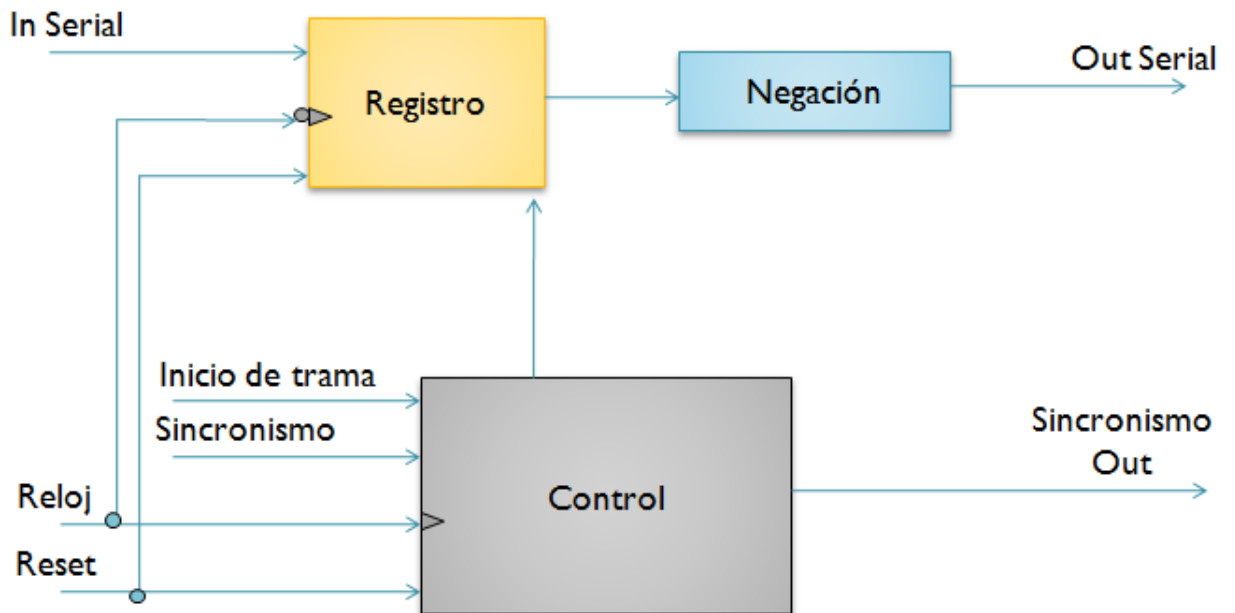 In Serial
Registro
Negación
Out Serial
Inicio de trama
Sincronismo
Reloj
Reset
Control
Sincronismo
Out